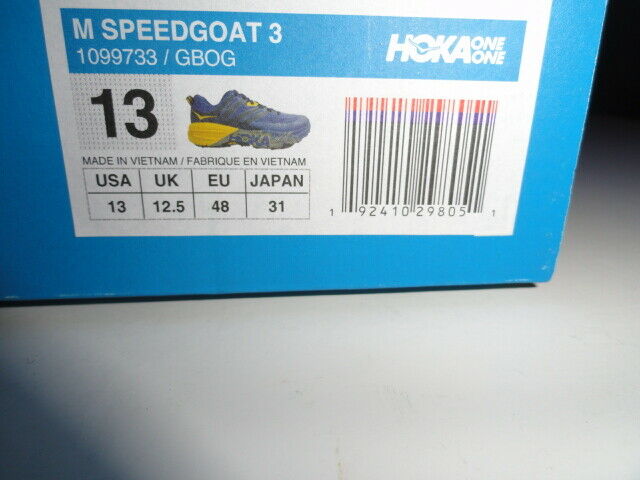 M SPEEDGOAT 3
1099733 / GBOG
HOKA ONE ONE
13
MADE IN VIETNAM / FABRIQUE EN VIETNAM
USA UK EU JAPAN
13 12.5 48 31
1 92410 29805 1